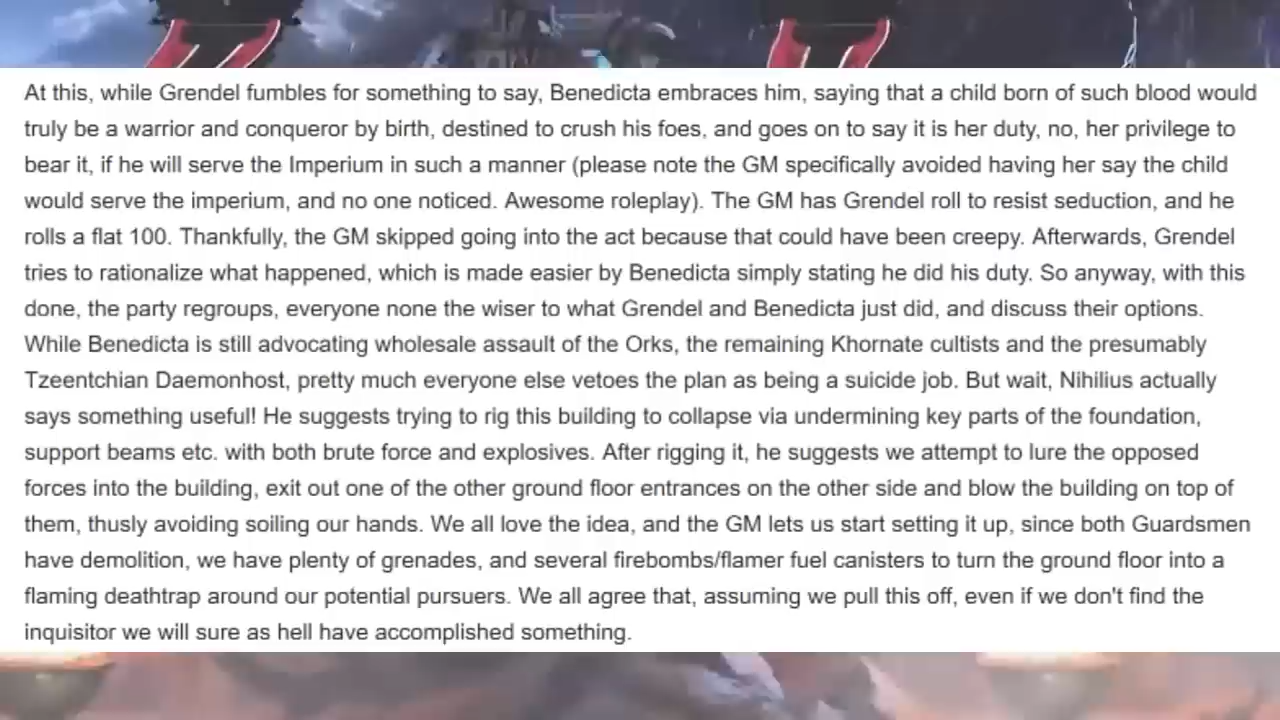 At this, while Grendel fumbles for something to say, Benedicta embraces him, saying that a child born of such blood would
truly be a warrior and conqueror by birth, destined to crush his foes, and goes on to say it is her duty, no, her privilege to
bear it, if he will serve the Imperium in such a manner (please note the GM specifically avoided having her say the child
would serve the imperium, and no one noticed. Awesome roleplay). The GM has Grendel roll to resist seduction, and he
rolls a flat 100. Thankfully, the GM skipped going into the act because that could have been creepy. Afterwards, Grendel
tries to rationalize what happened, which is made easier by Benedicta simply stating he did his duty. So anyway, with this
done, the party regroups, everyone none the wiser to what Grendel and Benedicta just did, and discuss their options.
While Benedicta is still advocating wholesale assault of the Orks, the remaining Khornate cultists and the presumably
Tzeentchian Daemonhost, pretty much everyone else vetoes the plan as being a suicide job. But wait, Nihilius actually
says something useful! He suggests trying to rig this building to collapse via undermining key parts of the foundation,
support beams etc. with both brute force and explosives. After rigging it, he suggests we attempt to lure the opposed
forces into the building, exit out one of the other ground floor entrances on the other side and blow the building on top of
them, thusly avoiding soiling our hands. We all love the idea, and the GM lets us start setting it up, since both Guardsmen
have demolition, we have plenty of grenades, and several firebombs/flamer fuel canisters to turn the ground floor into a
flaming deathtrap around our potential pursuers. We all agree that, assuming we pull this off, even if we don't find the
inquisitor we will sure as hell have accomplished something.